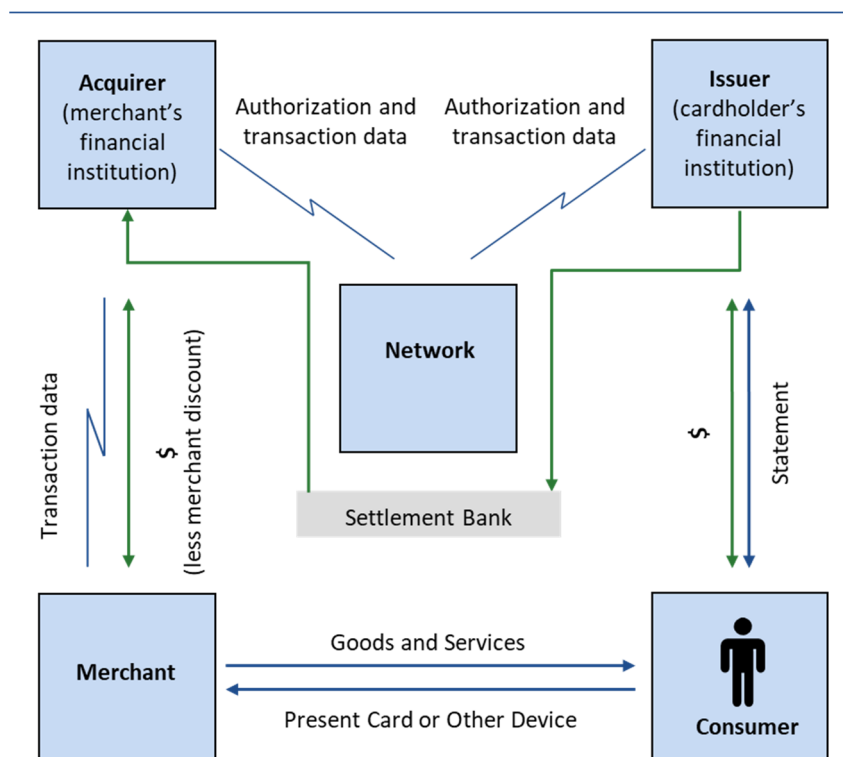 Acquirer
(merchant's
financial
institution)
Authorization and
transaction data
Authorization and
transaction data
Issuer
(cardholder's
financial
institution)
Network
Transaction data
$
(less merchant discount)
$
Statement
Settlement Bank
Merchant
Goods and Services
Present Card or Other Device
Consumer